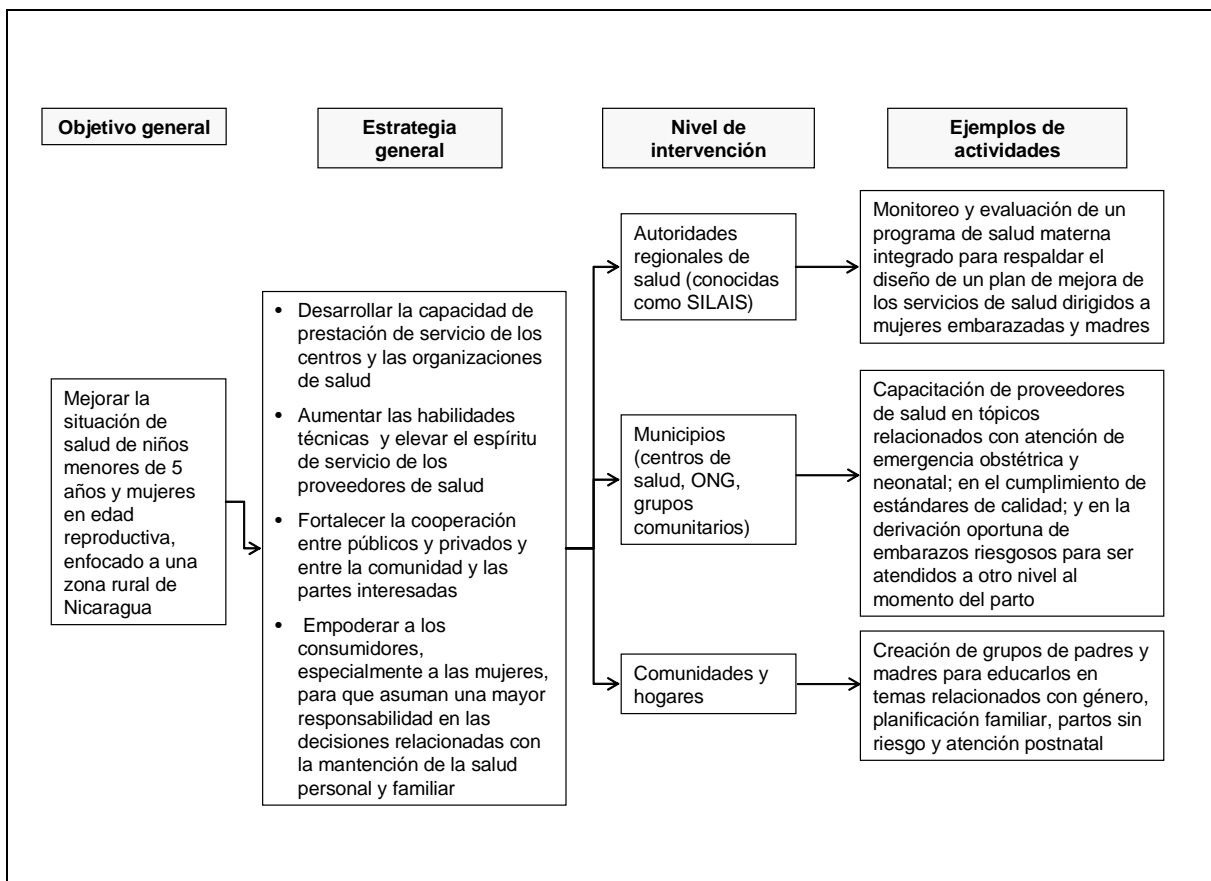 Objetivo general
Estrategia
general
Nivel de
intervención
Ejemplos de
actividades
Mejorar la
situación de
salud de niños
menores de 5
años y mujeres
en edad
reproductiva,
enfocado a una
zona rural de
Nicaragua
• Desarrollar la capacidad de
prestación de servicio de los
centros y las organizaciones
de salud
• Aumentar las habilidades
técnicas y elevar el espíritu
de servicio de los
proveedores de salud
• Fortalecer la cooperación
entre públicos y privados y
entre la comunidad y las
partes interesadas
• Empoderar a los
consumidores,
especialmente a las mujeres,
para que asuman una mayor
responsabilidad en las
decisiones relacionadas con
la mantención de la salud
personal y familiar
Autoridades
regionales de
salud (conocidas
como SILAIS)
Monitoreo y evaluación de un
programa de salud materna
integrado para respaldar el
diseño de un plan de mejora de
los servicios de salud dirigidos a
mujeres embarazadas y madres
Municipios
(centros de
salud, ONG,
grupos
comunitarios)
Capacitación de proveedores
de salud en tópicos
relacionados con atención de
emergencia obstétrica y
neonatal; en el cumplimiento de
estándares de calidad; y en la
derivación oportuna de
embarazos riesgosos para ser
atendidos a otro nivel al
momento del parto
Comunidades y
hogares
Creación de grupos de padres y
madres para educarlos en
temas relacionados con género,
planificación familiar, partos sin
riesgo y atención postnatal